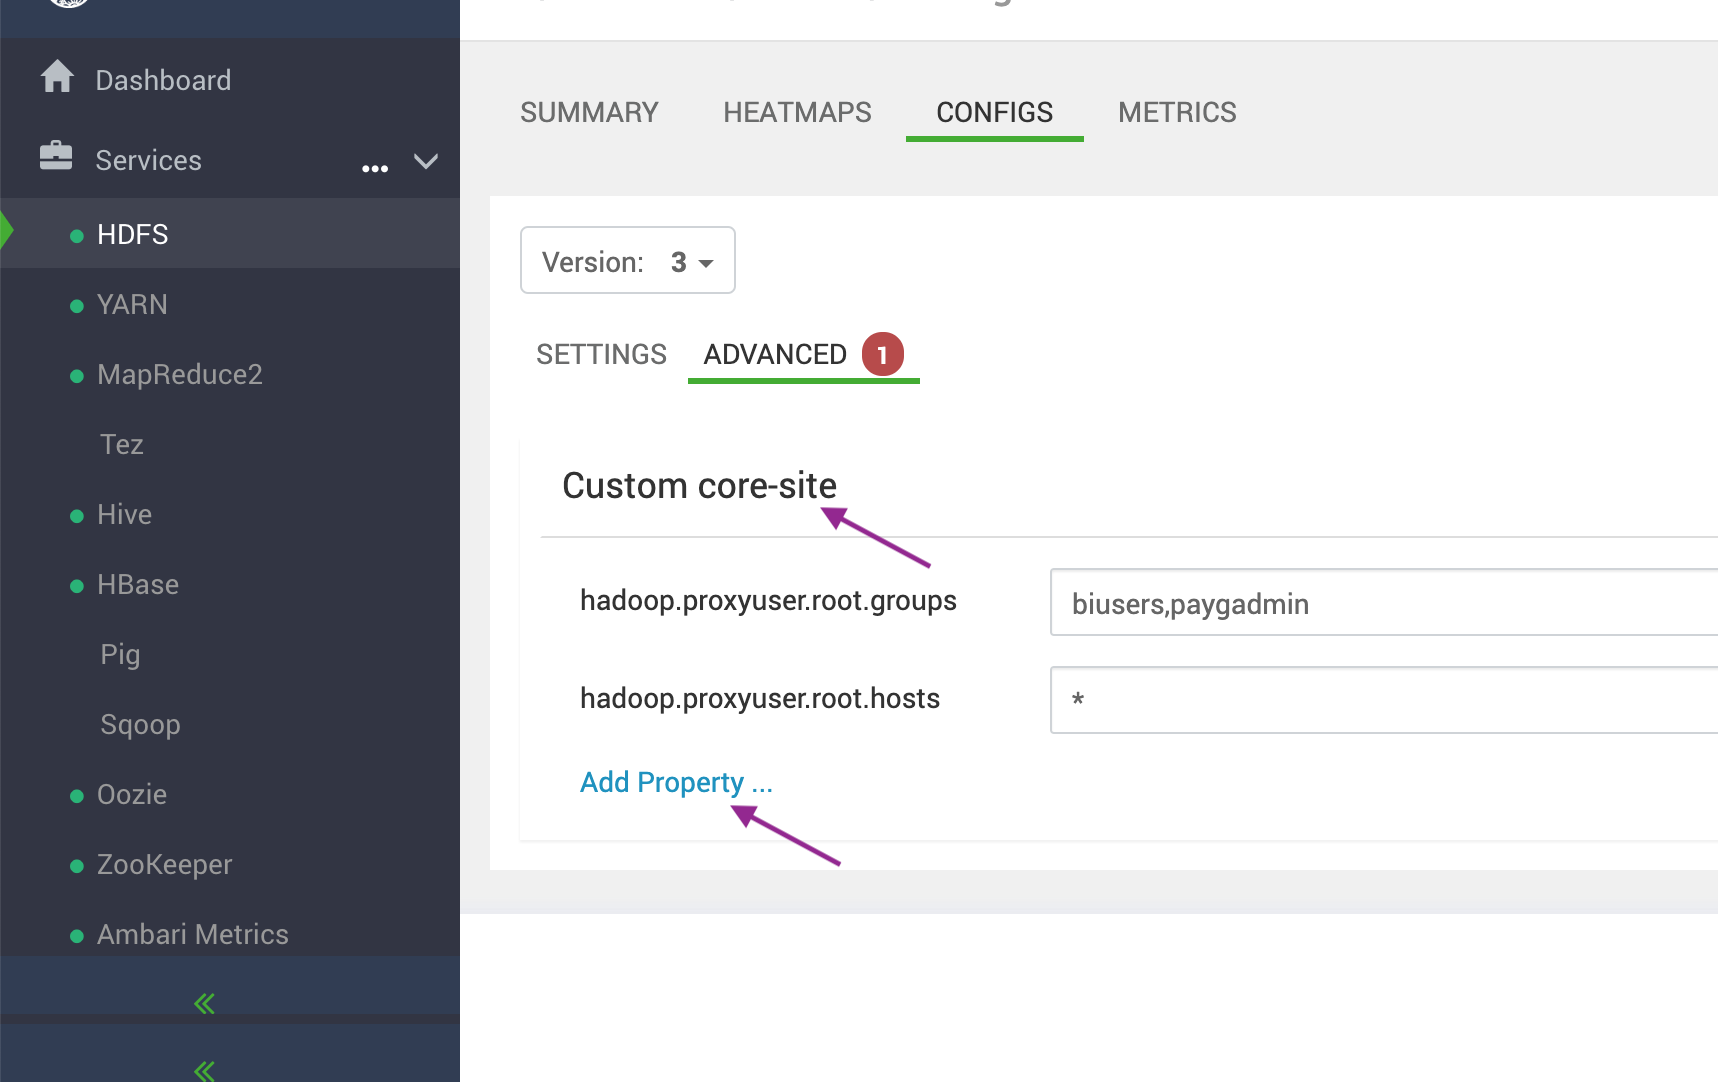 Dashboard
Services
HDFS
YARN
MapReduce2
Tez
Hive
HBase
Pig
Sqoop
Oozie
ZooKeeper
Ambari Metrics
SUMMARY HEATMAPS CONFIGS METRICS
Version: 3
SETTINGS ADVANCED 1
Custom core-site
hadoop.proxyuser.root.groups biusers,paygadmin
hadoop.proxyuser.root.hosts *
Add Property ...